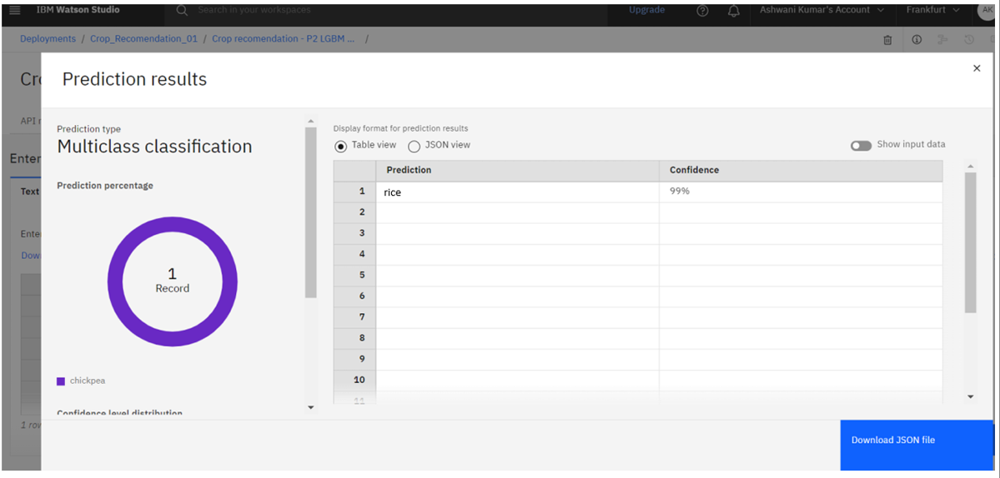 IBM Watson Studio
Search in your workspaces
Upgrade
Ashwani Kumar's Account
Frankfurt
AK
Deployments / Crop_Recomendation_01 / Crop recomendation - P2 LGBM ... /
Cr
Prediction results
API r
Prediction type
Multiclass classification
Display format for prediction results
Table view
JSON view
Show input data
Enter
Prediction percentage
Text
Enter
Dow
1
Record
chickpea
Confidence level distribution
1 row
Prediction Confidence
1 rice 99%
2
3
4
5
6
7
8
9
10
11
Download JSON file